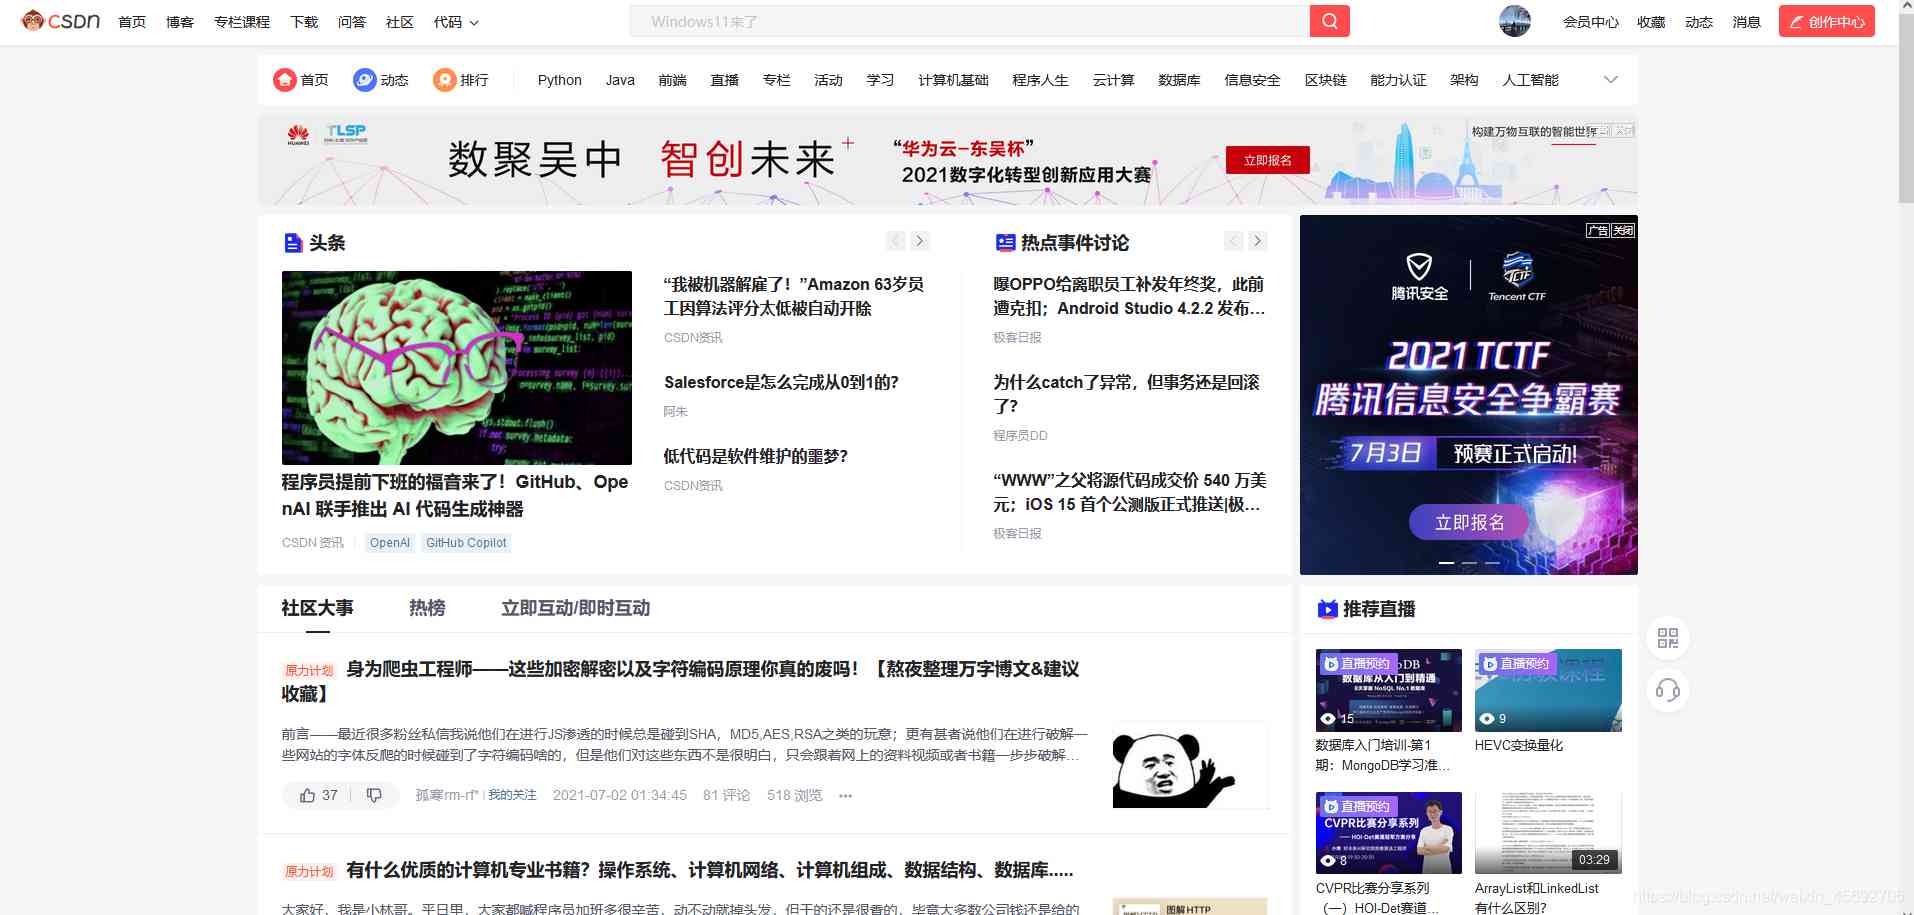 CSDN 首页 博客 专栏课程 下载 问答 社区 代码
Windows11来了
会员中心 收藏 动态 消息 创作中心
首页 动态 排行 Python Java 前端 直播 专栏 活动 学习 计算机基础 程序人生 云计算 数据库 信息安全 区块链 能力认证 架构 人工智能
HUAWEI TLSP
数聚吴中 智创未来+
“华为云-东吴杯”
2021数字化转型创新应用大赛
立即报名
构建万物互联的智能世界
关闭
头条
程序员提前下班的福音来了！GitHub、Ope
nAI 联手推出 AI 代码生成神器
CSDN 资讯 OpenAI GitHub Copilot
“我被机器解雇了！”Amazon 63岁员
工因算法评分太低被自动开除
CSDN资讯
Salesforce是怎么完成从0到1的?
阿朱
低代码是软件维护的噩梦?
CSDN资讯
热点事件讨论
曝OPPO给离职员工补发年终奖，此前
遭克扣；Android Studio 4.2.2 发布...
极客日报
为什么catch了异常，但事务还是回滚
了?
程序员DD
“WWW”之父将源代码成交价 540 万美
元；iOS 15 首个公测版正式推送|极...
极客日报
广告 关闭
腾讯安全 TCTF
Tencent CTF
2021 TCTF
腾讯信息安全争霸赛
7月3日 预赛正式启动!
立即报名
社区大事 热榜 立即互动/即时互动
原力计划 身为爬虫工程师——这些加密解密以及字符编码原理你真的废吗！【熬夜整理万字博文&建议
收藏】
前言——最近很多粉丝私信我说他们在进行JS渗透的时候总是碰到SHA，MD5,AES,RSA之类的玩意；更有甚者说他们在进行破解一
些网站的字体反爬的时候碰到了字符编码啥的，但是他们对这些东西不是很明白，只会跟着网上的资料视频或者书籍一步步破解...
37 孤寒rm-rf* 我的关注 2021-07-02 01:34:45 81 评论 518 浏览 •••
原力计划 有什么优质的计算机专业书籍？操作系统、计算机网络、计算机组成、数据结构、数据库.....
大家好，我是小林哥。平日里，大家都喊程序员加班多很辛苦，动不动就掉头发，但干的还是很香的，毕竟大多数公司钱还是给的
图解 HTTP
推荐直播
直播预约
数据库从入门到精通
15
数据库入门培训-第1
期：MongoDB学习准...
直播预约
9
HEVC变换量化
直播预约
CVPR比赛分享系列
8
CVPR比赛分享系列
（一）HOI-Det赛道...
03:29
ArrayList和LinkedList
有什么区别?